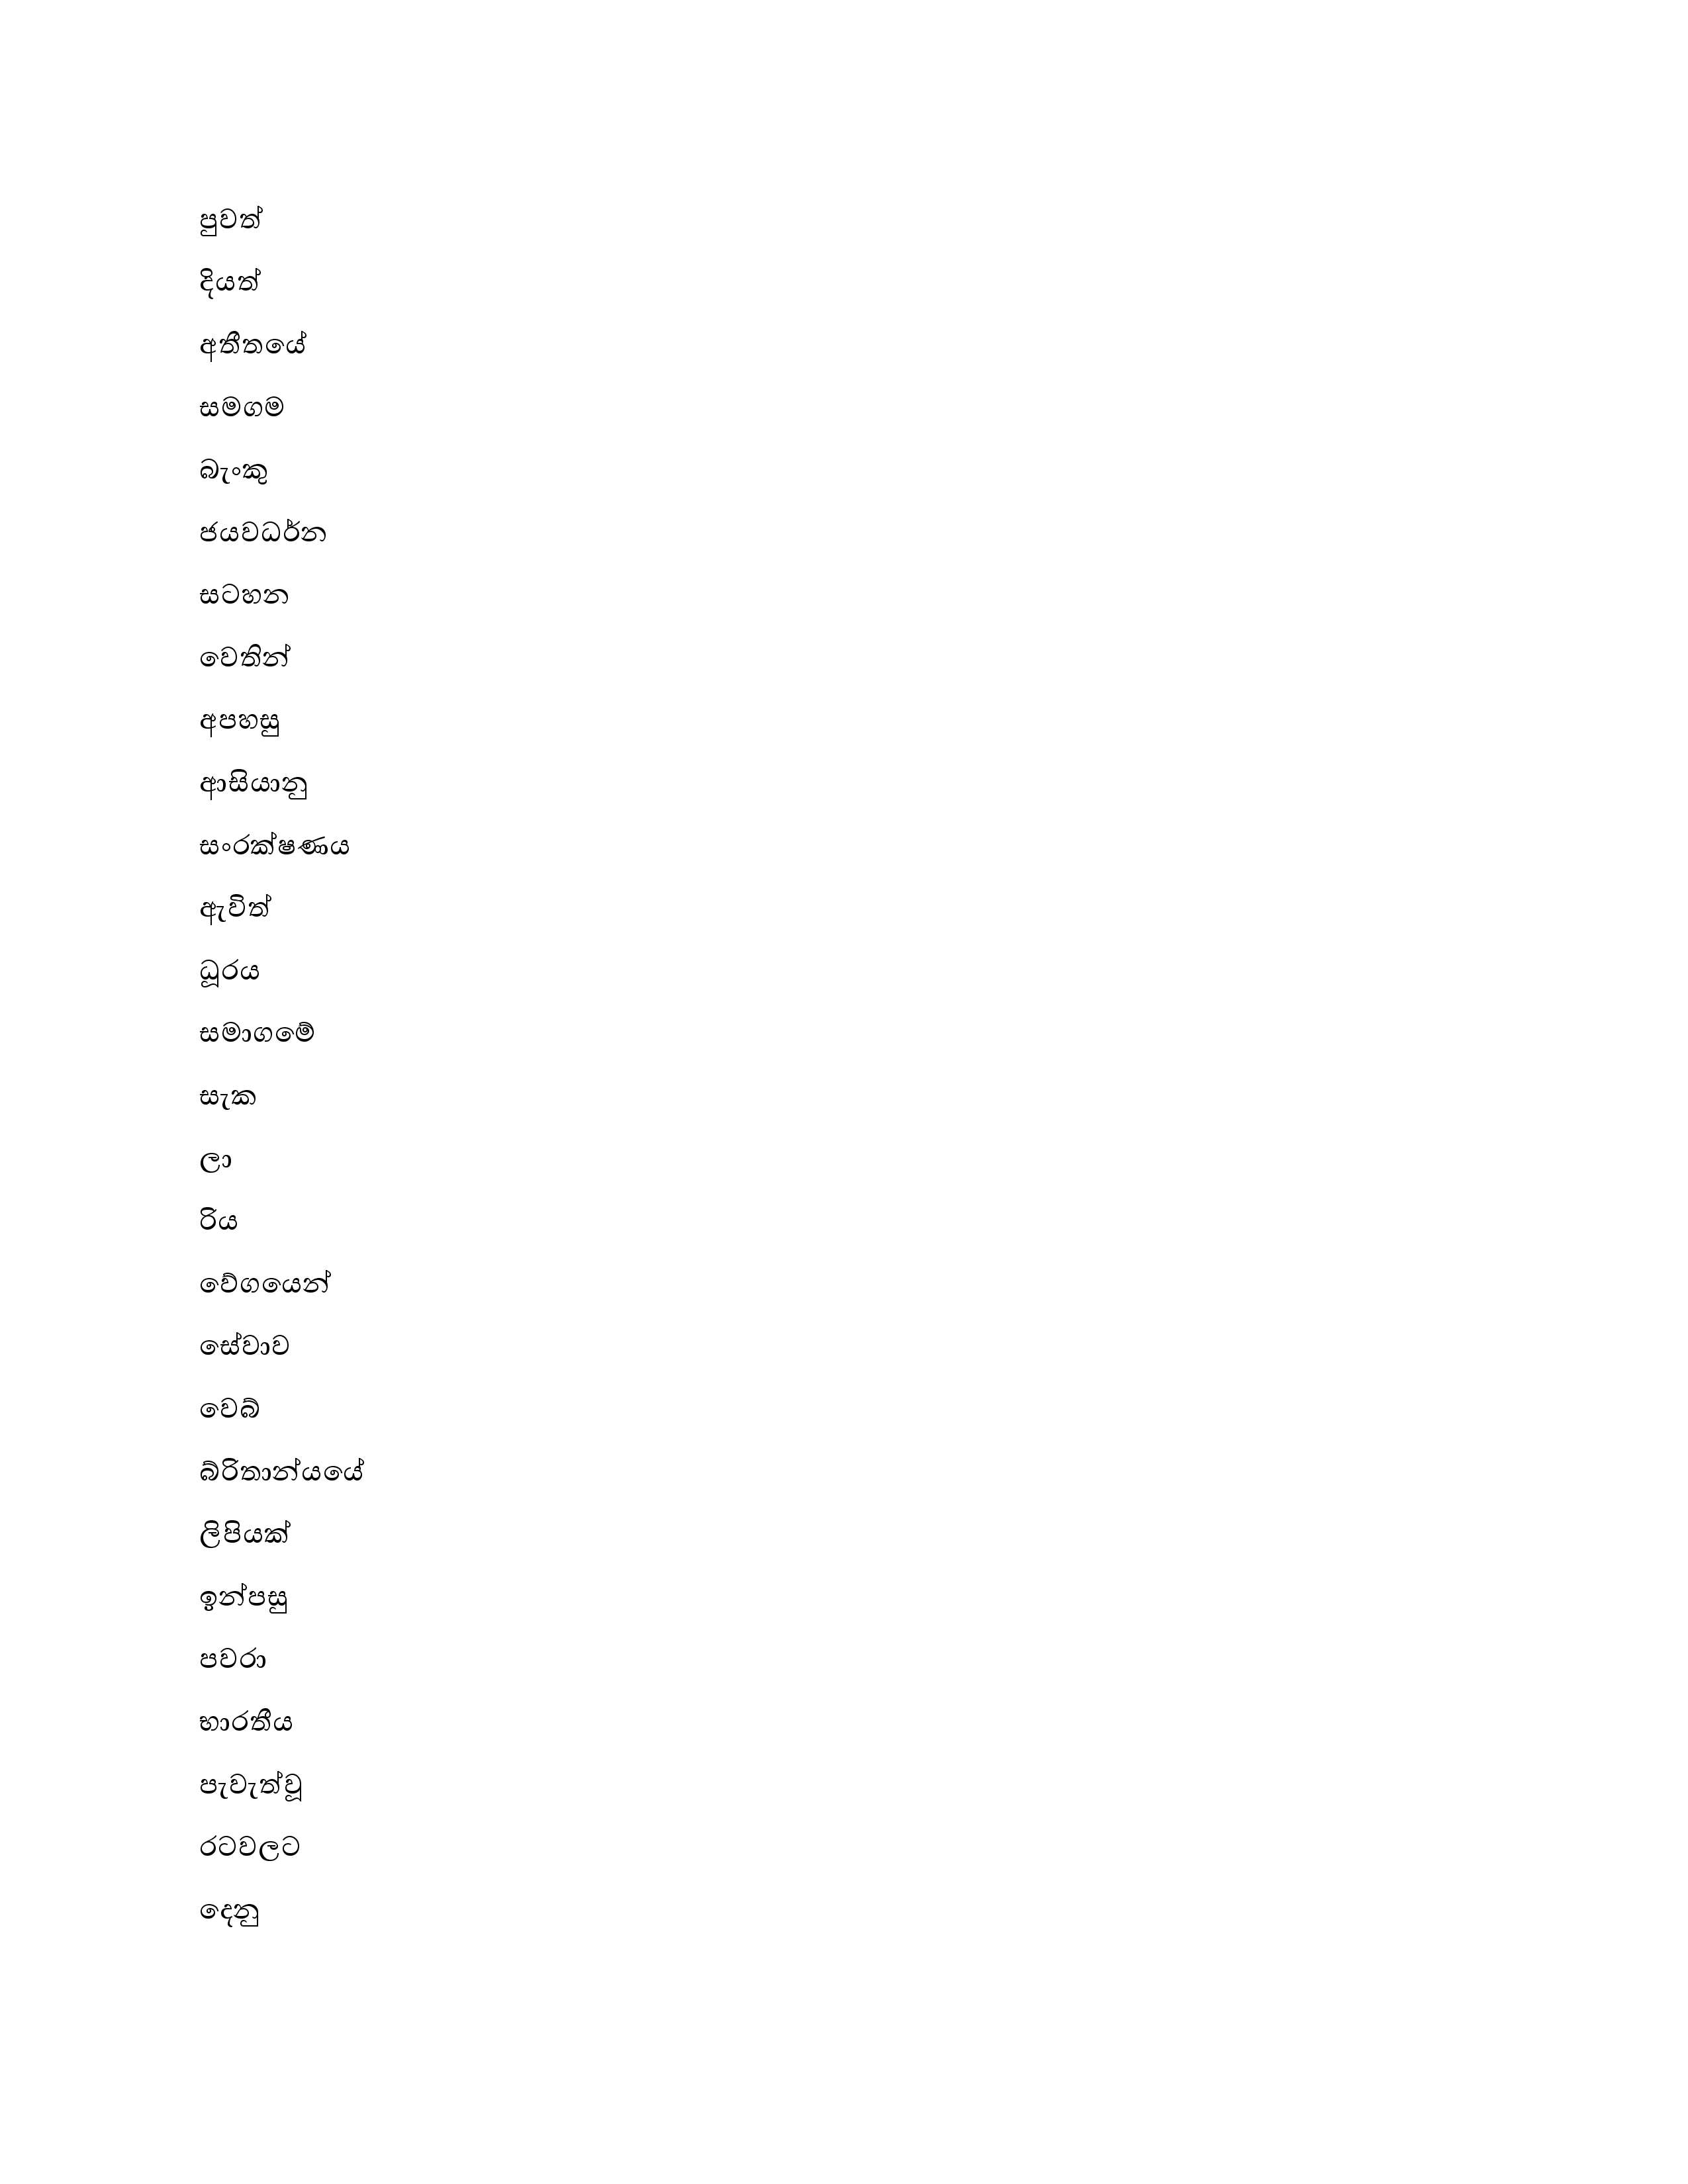 පුවත්
දියත්
අතීතයේ
සමගම
බැංකු
ජයවර්ධන
සටහන
වෙතින්
අපහසු
ආසියානු
සංරක්ෂණය
ඇවිත්
ධූරය
සමාගමේ
සැක
ලා
රිය
වේගයෙන්
සේවාව
වෙබ්
බ්රිතාන්යයේ
ලිපියක්
ඉන්පසු
පවරා
භාරතීය
පැවැත්වූ
රටවලට
දෙනු